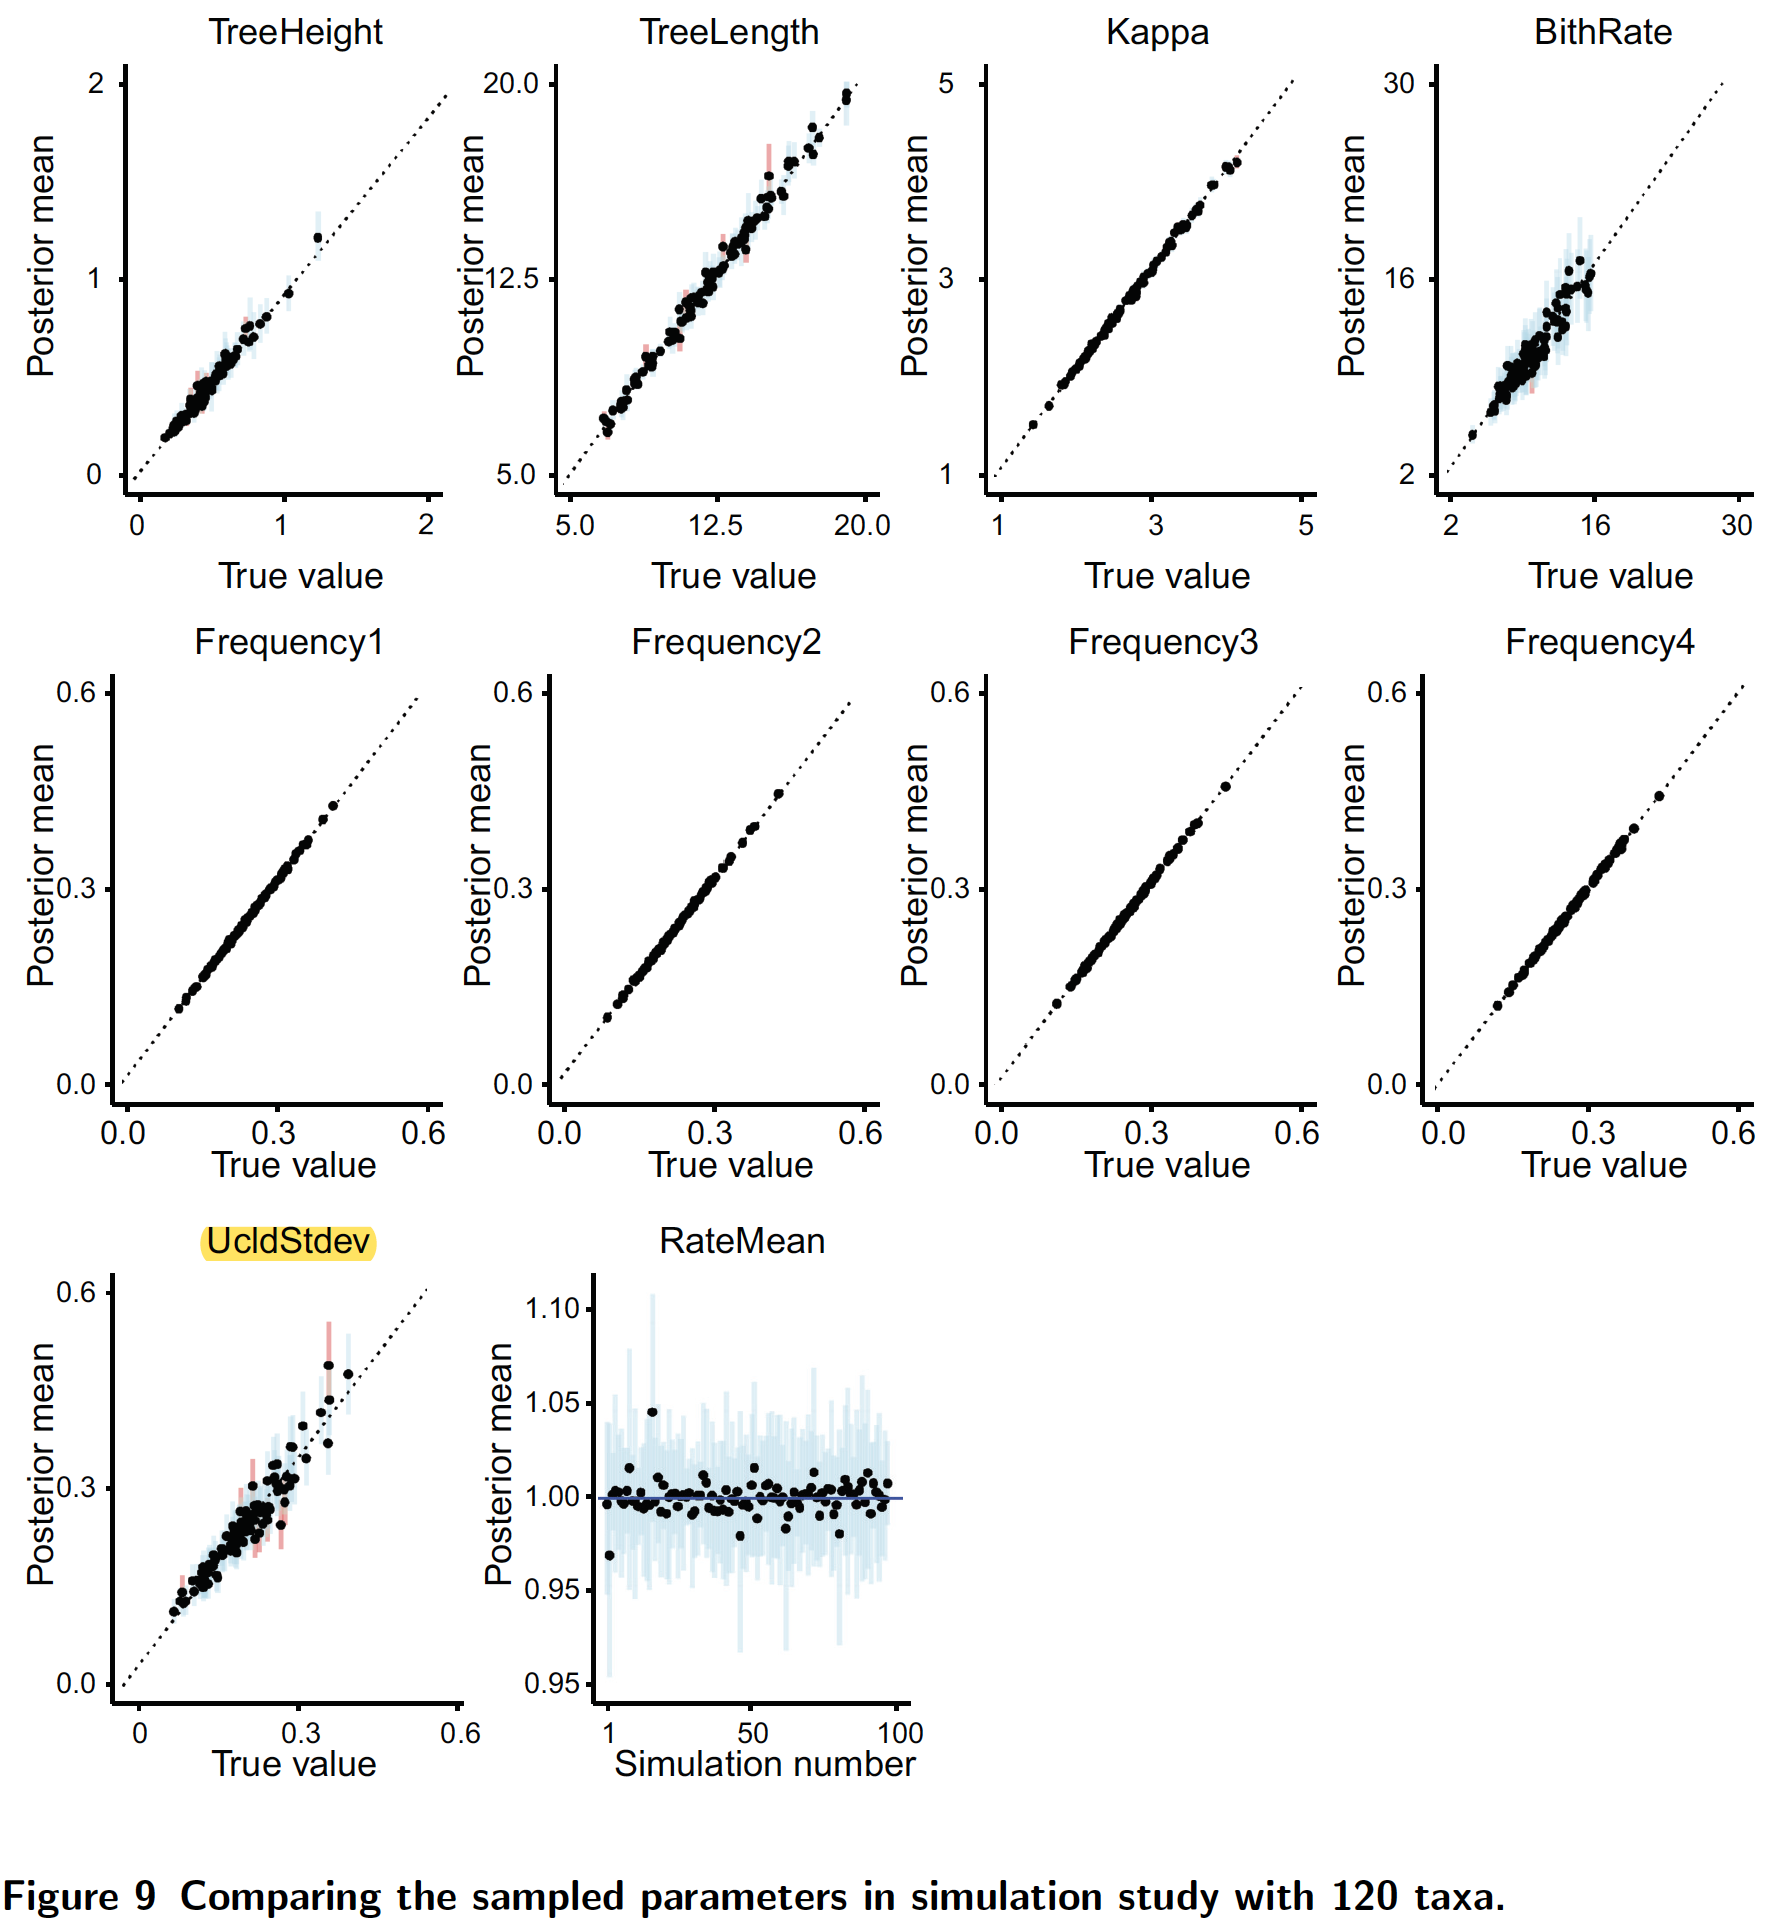 TreeHeight TreeLength Kappa BithRate
2 20.0 5 30
Posterior mean Posterior mean Posterior mean Posterior mean
1 12.5 3 16
0 5.0 1 2
0 1 2 5.0 12.5 20.0 1 3 5 2 16 30
True value True value True value True value
Frequency1 Frequency2 Frequency3 Frequency4
0.6 0.6 0.6 0.6
Posterior mean Posterior mean Posterior mean Posterior mean
0.3 0.3 0.3 0.3
0.0 0.0 0.0 0.0
0.0 0.3 0.6 0.0 0.3 0.6 0.0 0.3 0.6 0.0 0.3 0.6
True value True value True value True value
UcldStdev RateMean
0.6 1.10
1.05
Posterior mean Posterior mean
0.3 1.00
0.95
0.0 0.95
0 0.3 0.6 1 50 100
True value Simulation number
Figure 9 Comparing the sampled parameters in simulation study with 120 taxa.